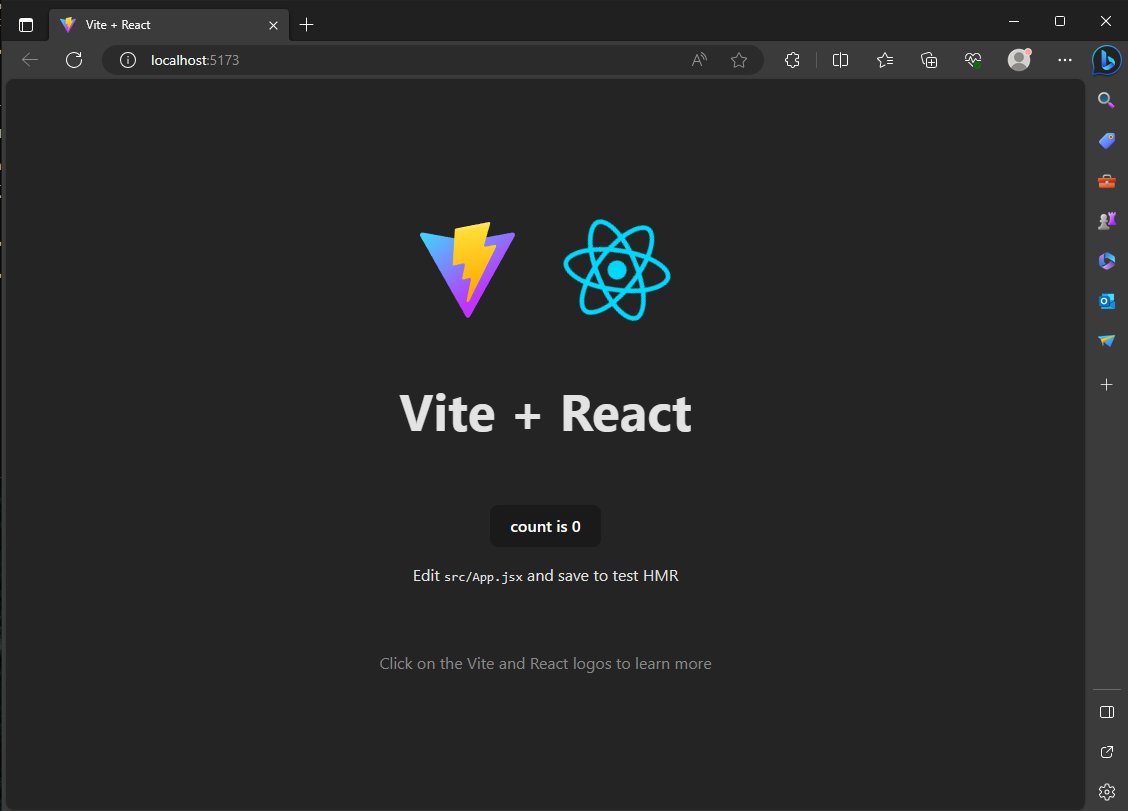 Vite + React
localhost:5173
Vite + React
count is 0
Edit src/App.jsx and save to test HMR
Click on the Vite and React logos to learn more